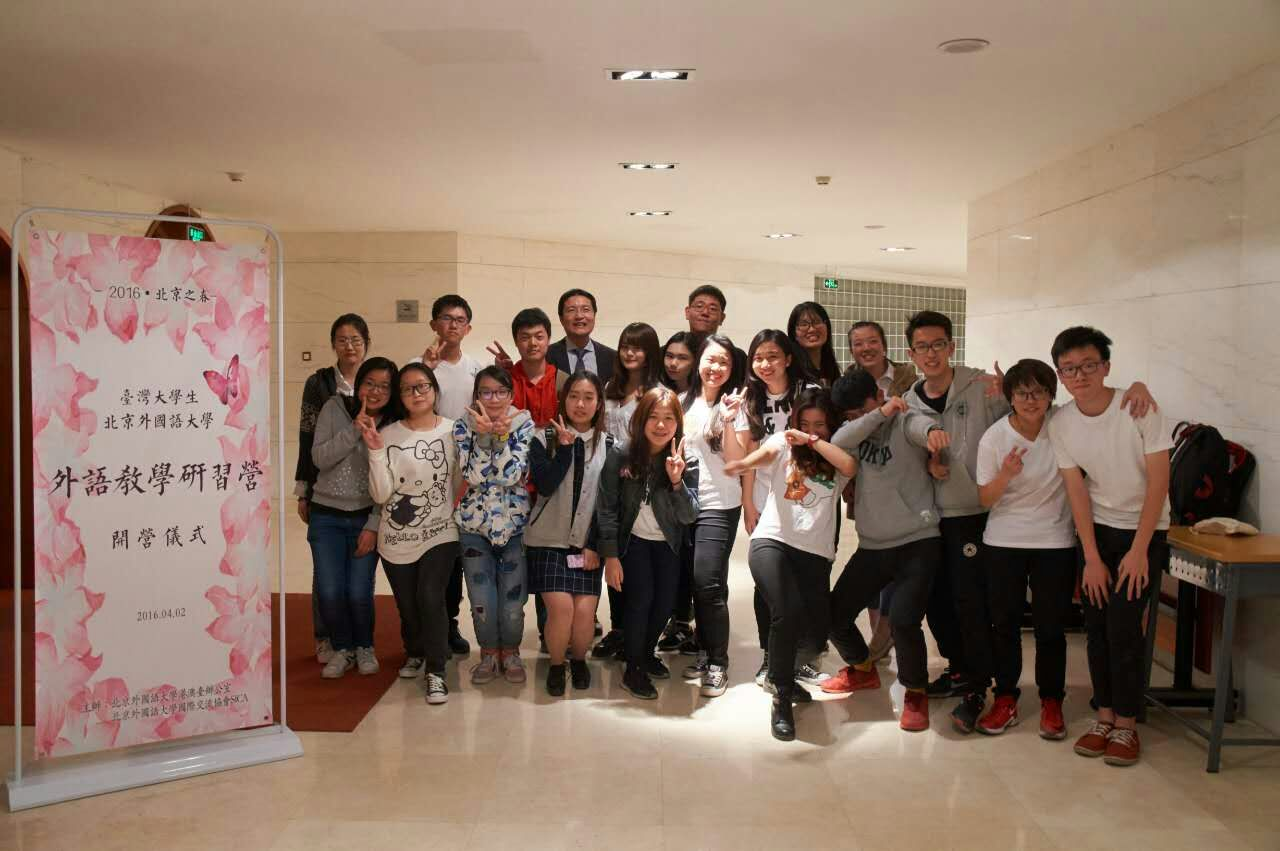 2016·北京之春
臺灣大學生
北京外國語大學
外語教學研習營
開營儀式
2016.04.02
主辦：北京外國語大學港澳臺辦公室
北京外國語大學國際交流協會SICA
HELLO KITTY